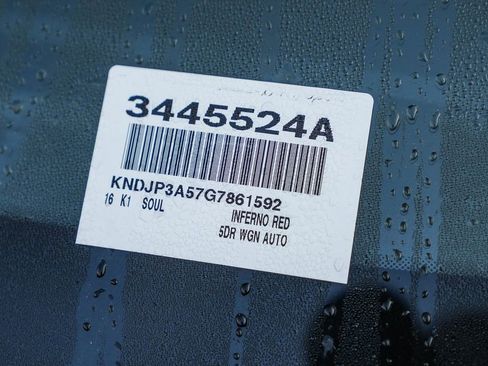 3445524A
KNDJP3A57G7861592
16 K1 SOUL
INFERNO RED
5DR WGN AUTO